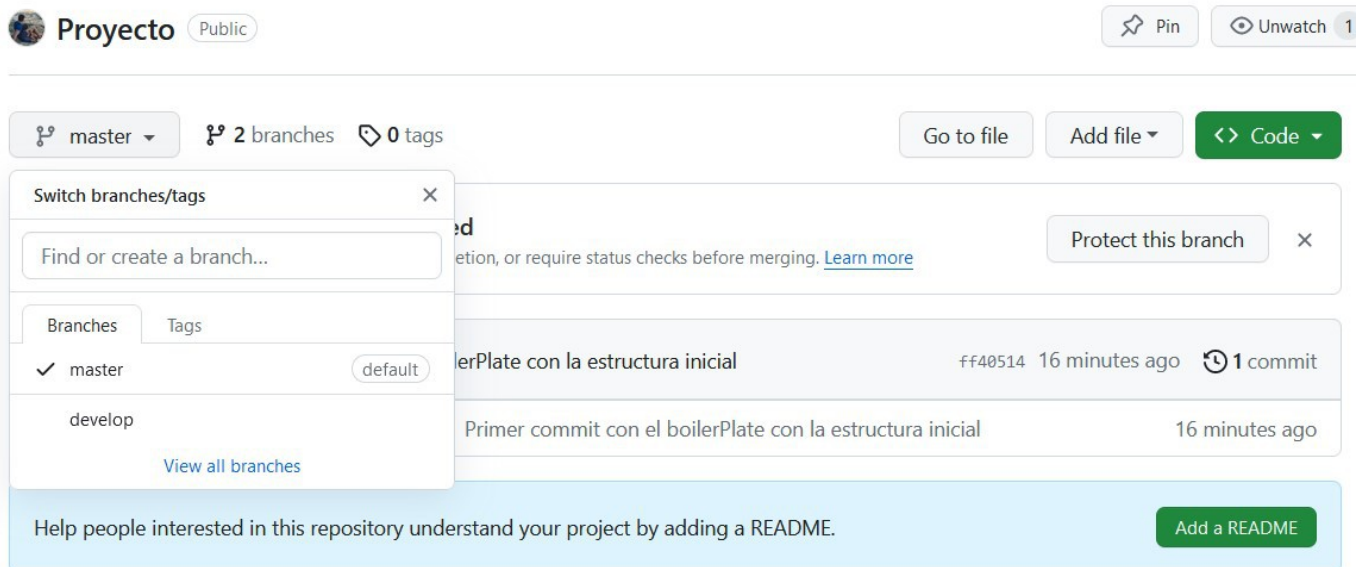 Proyecto Public Pin Unwatch 1
master 2 branches 0 tags Go to file Add file Code
Switch branches/tags
Find or create a branch...
Branches Tags
master default
develop
View all branches
ed
etion, or require status checks before merging. Learn more
Protect this branch
lerPlate con la estructura inicial ff40514 16 minutes ago 1 commit
Primer commit con el boilerPlate con la estructura inicial 16 minutes ago
Help people interested in this repository understand your project by adding a README. Add a README